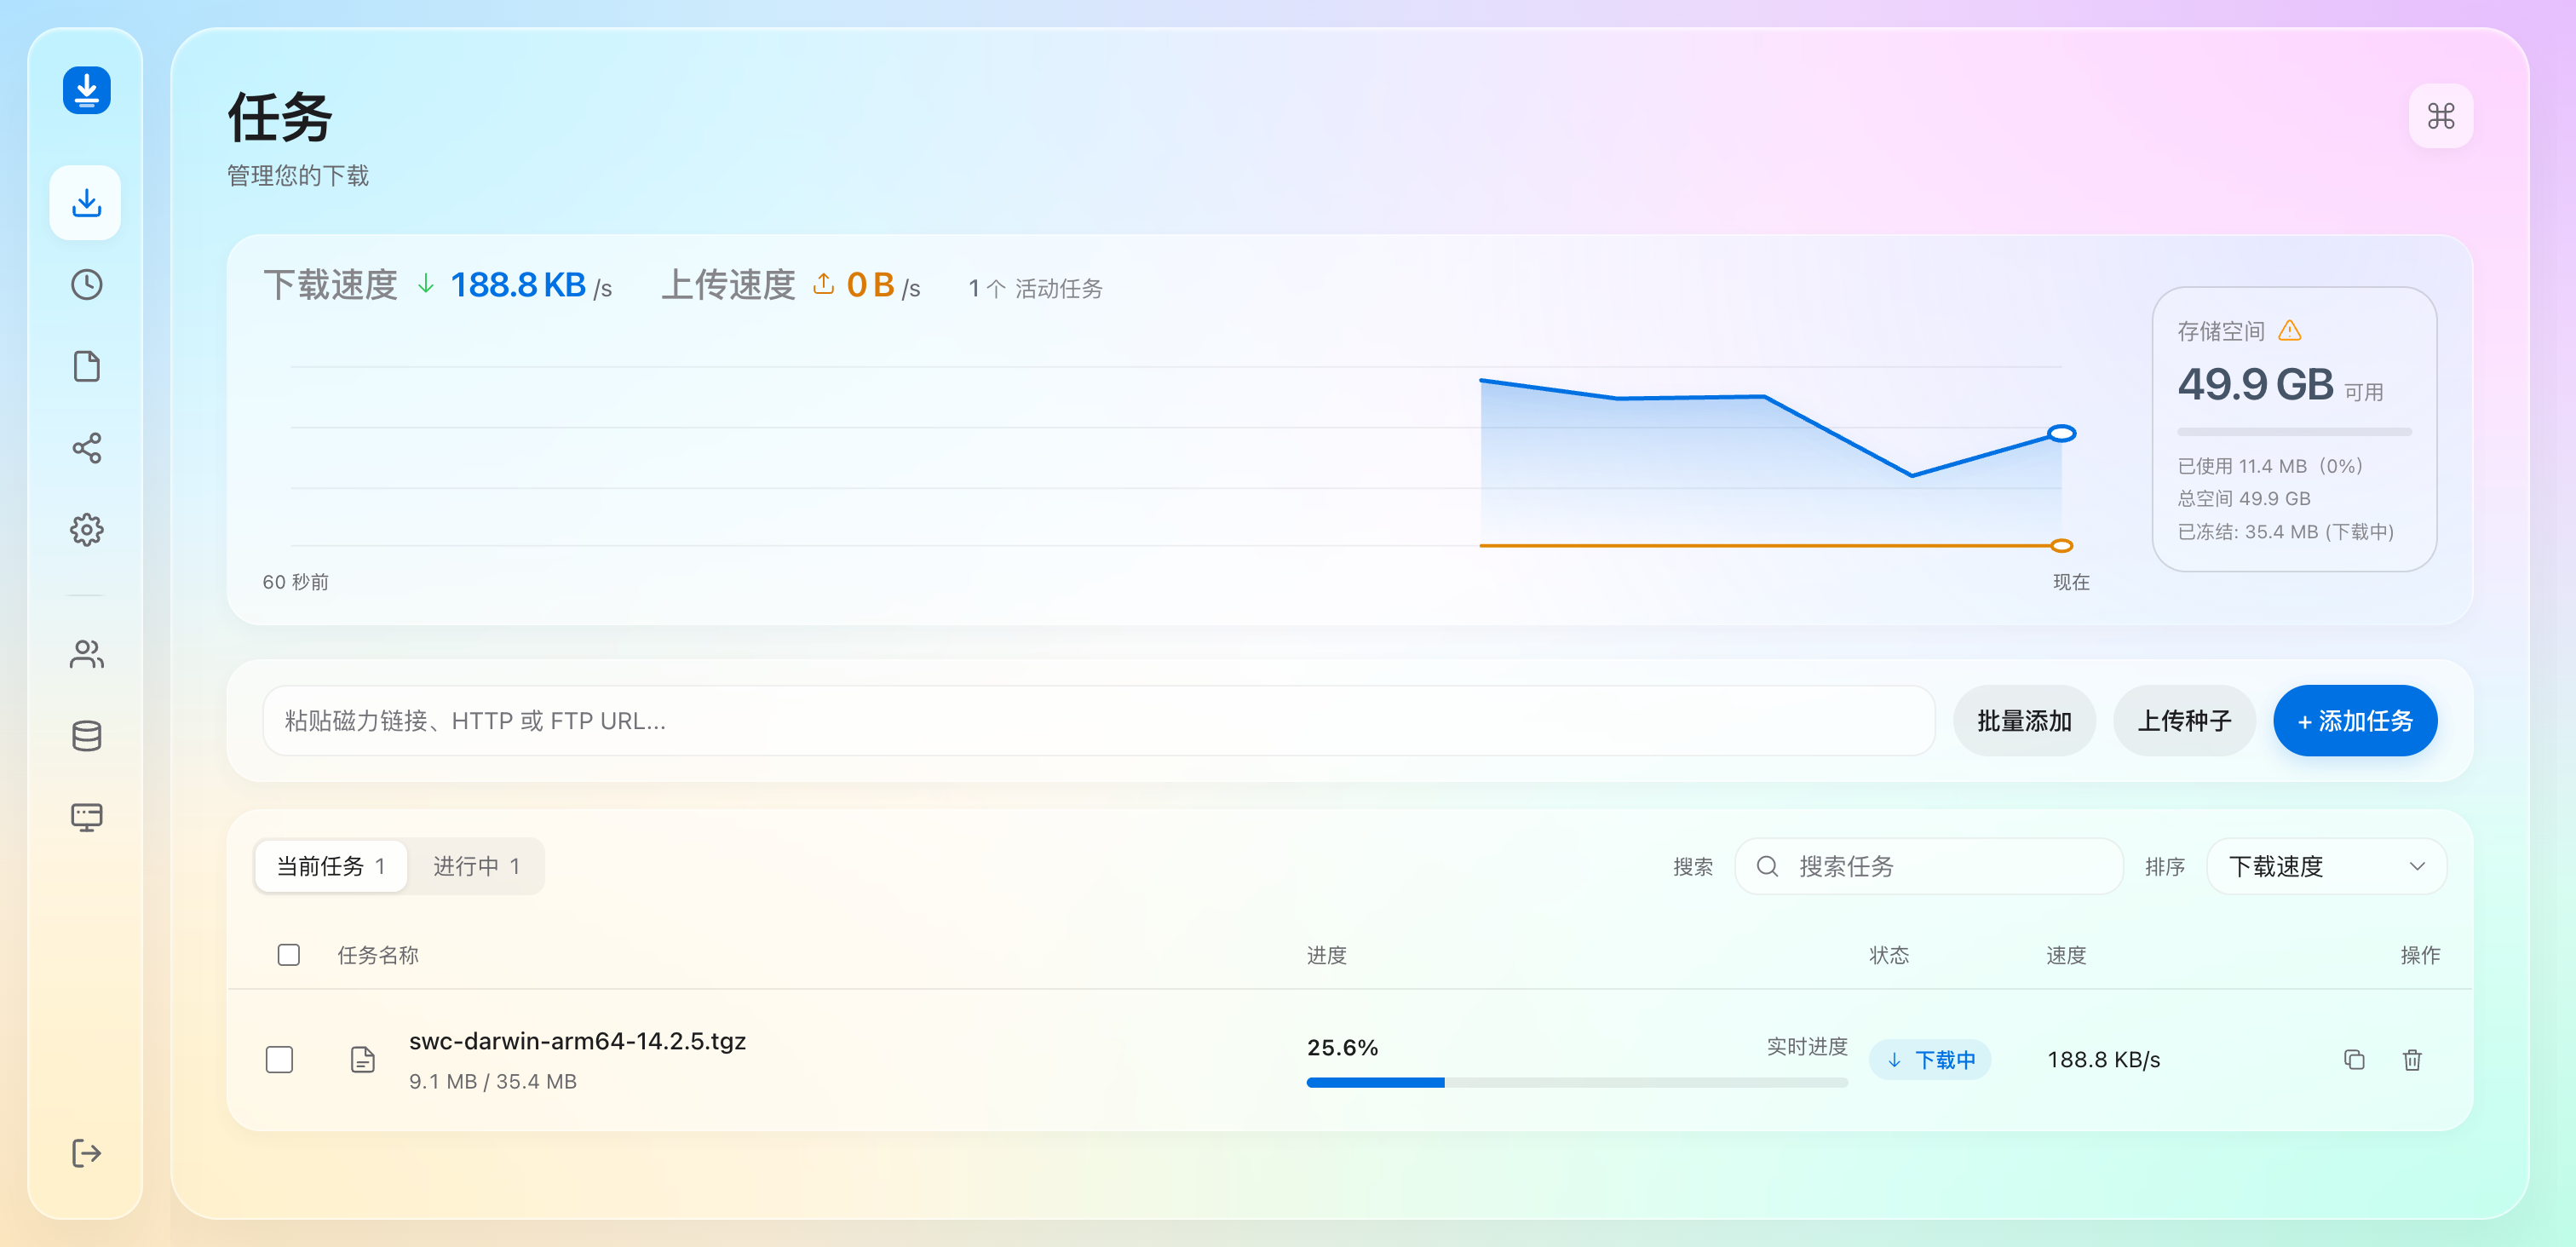 任务
管理您的下载
下载速度 188.8 KB /s 上传速度 0 B /s 1 个 活动任务
存储空间
49.9 GB 可用
已使用 11.4 MB（0%）
总空间 49.9 GB
已冻结: 35.4 MB (下载中)
60 秒前 现在
粘贴磁力链接、HTTP 或 FTP URL... 批量添加 上传种子 + 添加任务
当前任务 1 进行中 1 搜索 搜索任务 排序 下载速度
任务名称 进度 状态 速度 操作
swc-darwin-arm64-14.2.5.tgz 25.6% 实时进度 下载中 188.8 KB/s
9.1 MB / 35.4 MB